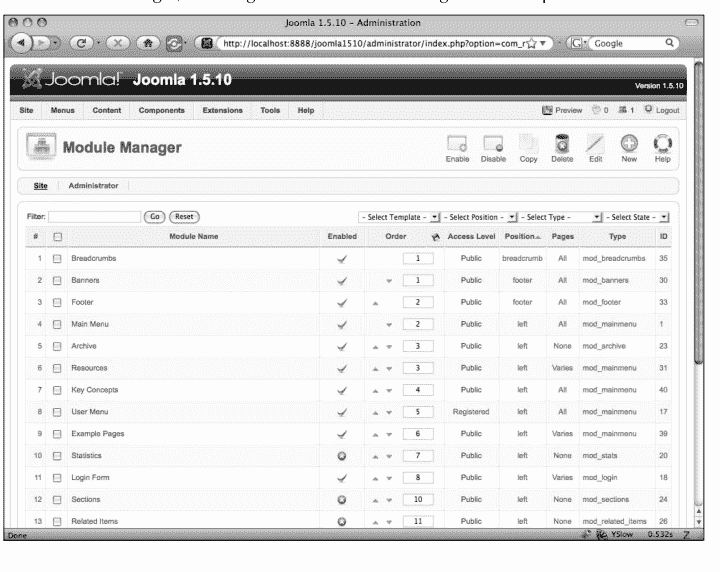 Joomla 1.5.10 - Administration
http://localhost:8888/joomla1510/administrator/index.php?option=com_r
Google
Joomla! Joomla 1.5.10
Version 1.5.10
Site Menus Content Components Extensions Tools Help Preview 0 1 Logout
Module Manager
Enable Disable Copy Delete Edit New Help
Site Administrator
Filter: Go Reset - Select Template - - Select Position - - Select Type - - Select State -
# Module Name Enabled Order Access Level Position Pages Type ID
1 Breadcrumbs 1 Public breadcrumb All mod_breadcrumbs 35
2 Banners 1 Public footer All mod_banners 30
3 Footer 2 Public footer All mod_footer 33
4 Main Menu 2 Public left All mod_mainmenu 1
5 Archive 3 Public left None mod_archive 23
6 Resources 3 Public left Varies mod_mainmenu 31
7 Key Concepts 4 Public left All mod_mainmenu 40
8 User Menu 5 Registered left All mod_mainmenu 17
9 Example Pages 6 Public left Varies mod_mainmenu 39
10 Statistics 7 Public left None mod_stats 20
11 Login Form 8 Public left Varies mod_login 18
12 Sections 10 Public left None mod_sections 24
13 Related Items 11 Public left None mod_related_items 26
Done YSlow 0.532s